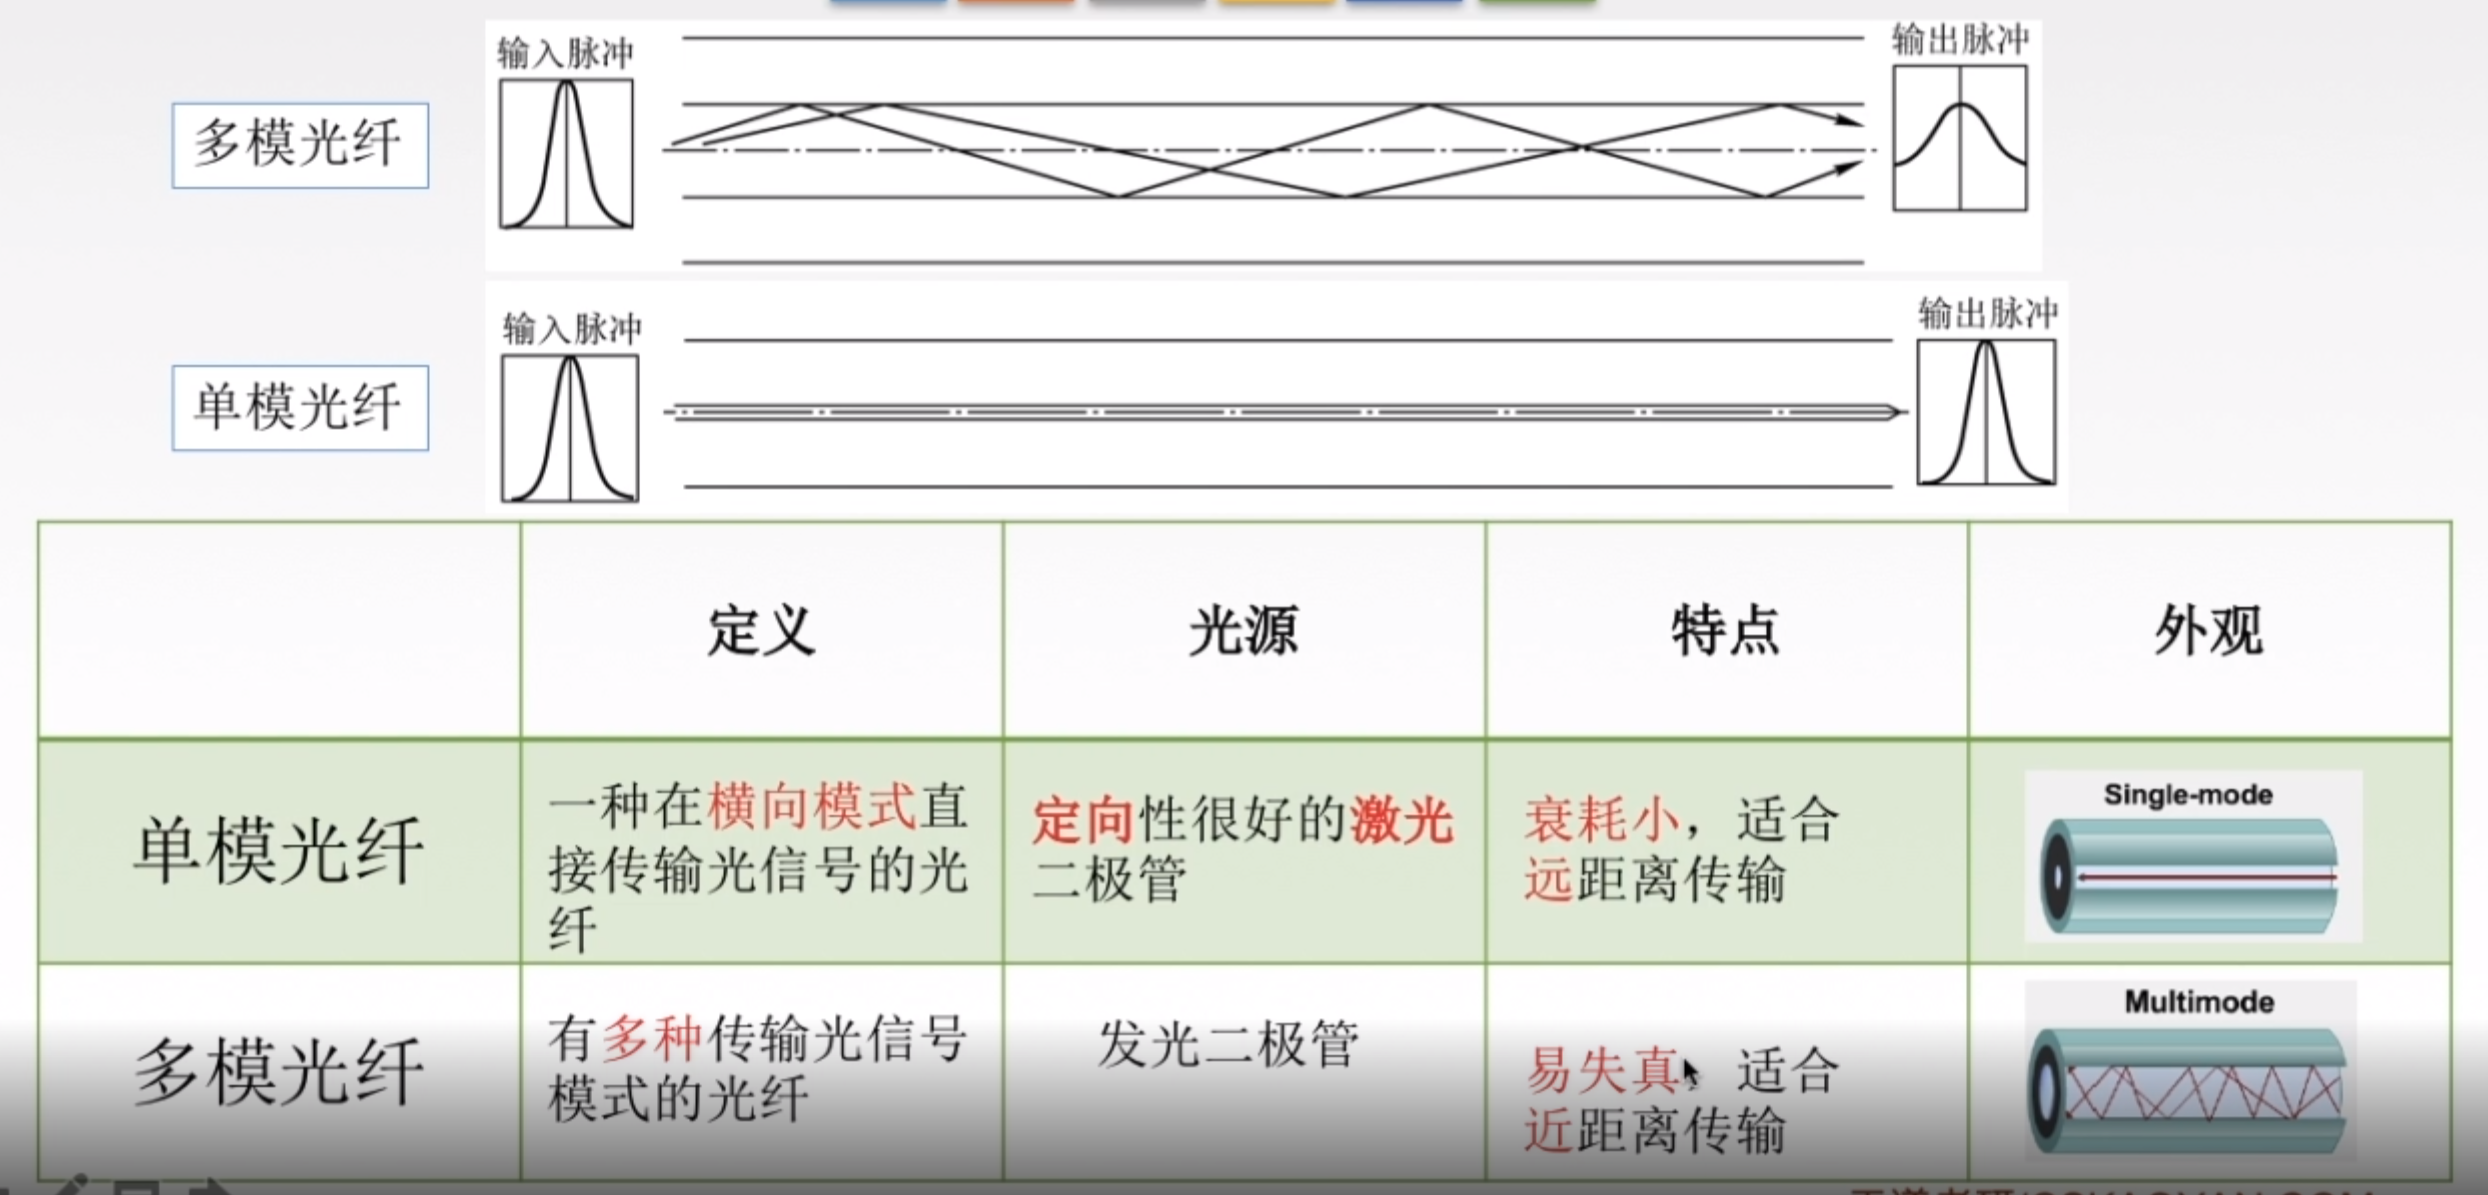 输入脉冲
输出脉冲
多模光纤
输入脉冲
输出脉冲
单模光纤
定义
光源
特点
外观
单模光纤
一种在横向模式直
接传输光信号的光
纤
定向性很好的激光
二极管
衰耗小，适合
远距离传输
Single-mode
多模光纤
有多种传输光信号
模式的光纤
发光二极管
易失真，适合
近距离传输
Multimode